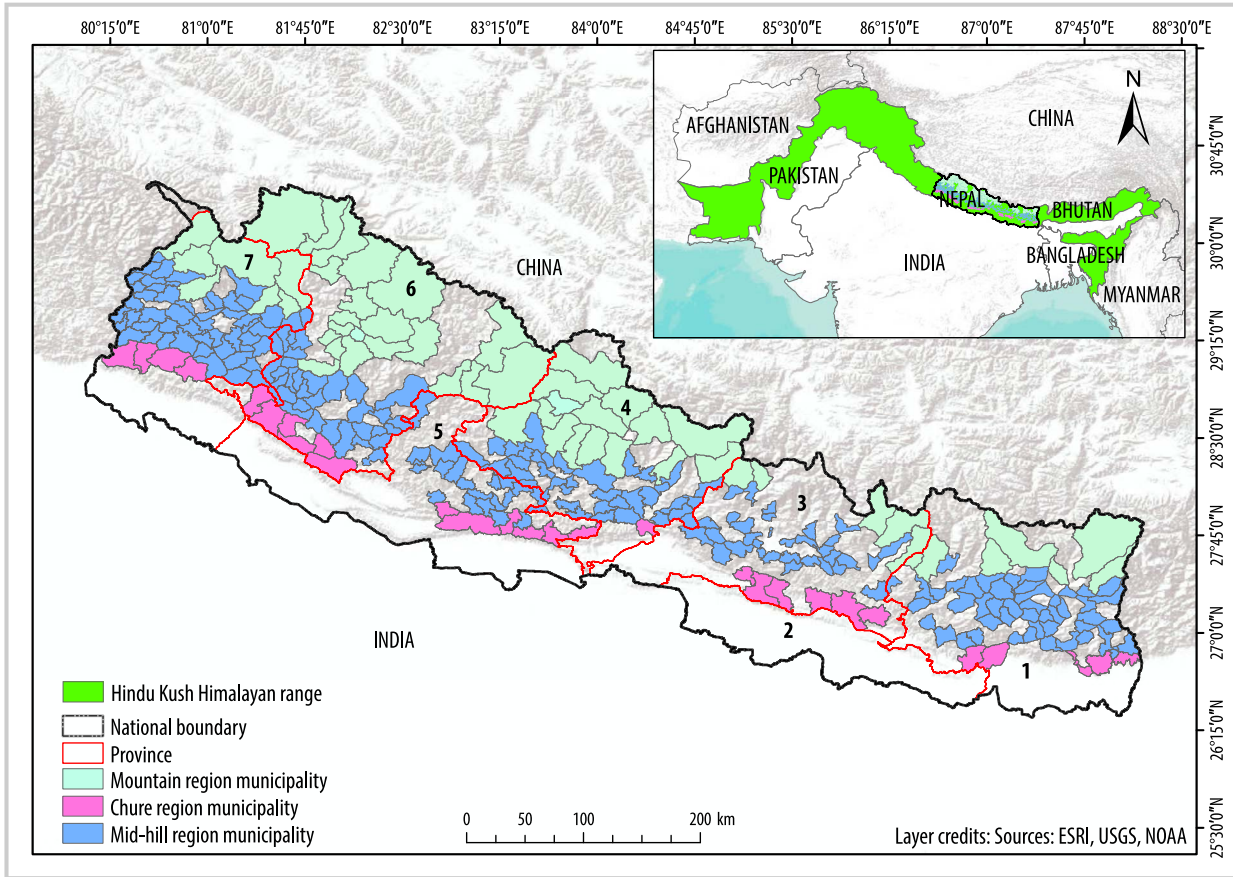 80°15'0"E 81°0'0"E 81°45'0"E 82°30'0"E 83°15'0"E 84°0'0"E 84°45'0"E 85°30'0"E 86°15'0"E 87°0'0"E 87°45'0"E 88°30'0"E
N
AFGHANISTAN
CHINA
PAKISTAN
NEPAL
BHUTAN
INDIA
BANGLADESH
MYANMAR
30°45'0"N
30°0'0"N
29°15'0"N
28°30'0"N
27°45'0"N
27°0'0"N
26°15'0"N
25°30'0"N
CHINA
7
6
4
5
3
2
1
INDIA
Hindu Kush Himalayan range
National boundary
Province
Mountain region municipality
Chure region municipality
Mid-hill region municipality
0 50 100 200 km
Layer credits: Sources: ESRI, USGS, NOAA